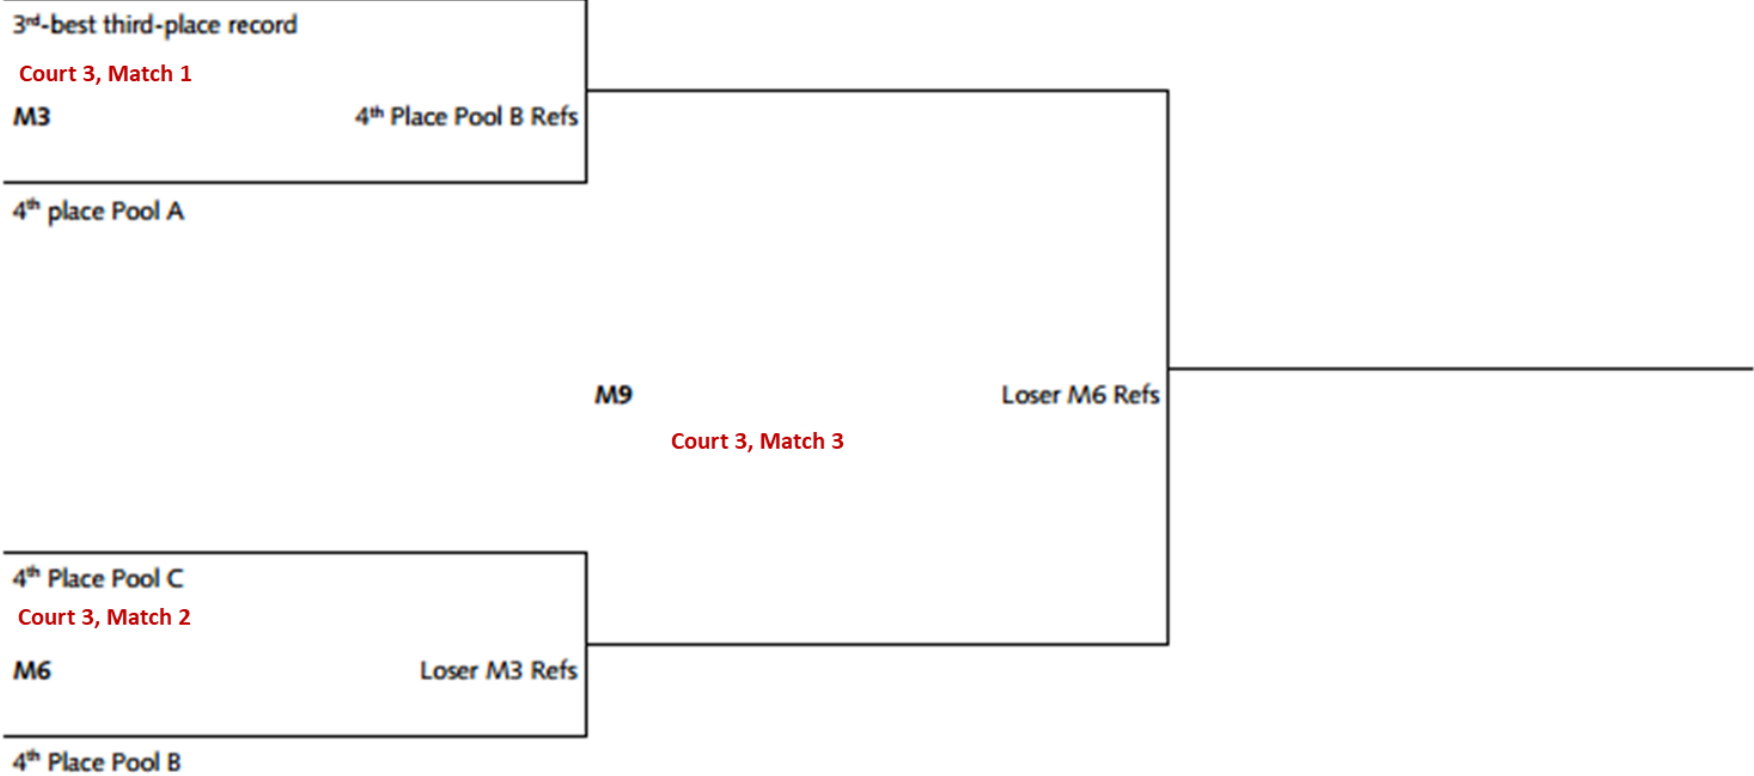 3rd-best third-place record
Court 3, Match 1
M3 4th Place Pool B Refs
4th place Pool A
M9 Loser M6 Refs
Court 3, Match 3
4th Place Pool C
Court 3, Match 2
M6 Loser M3 Refs
4th Place Pool B